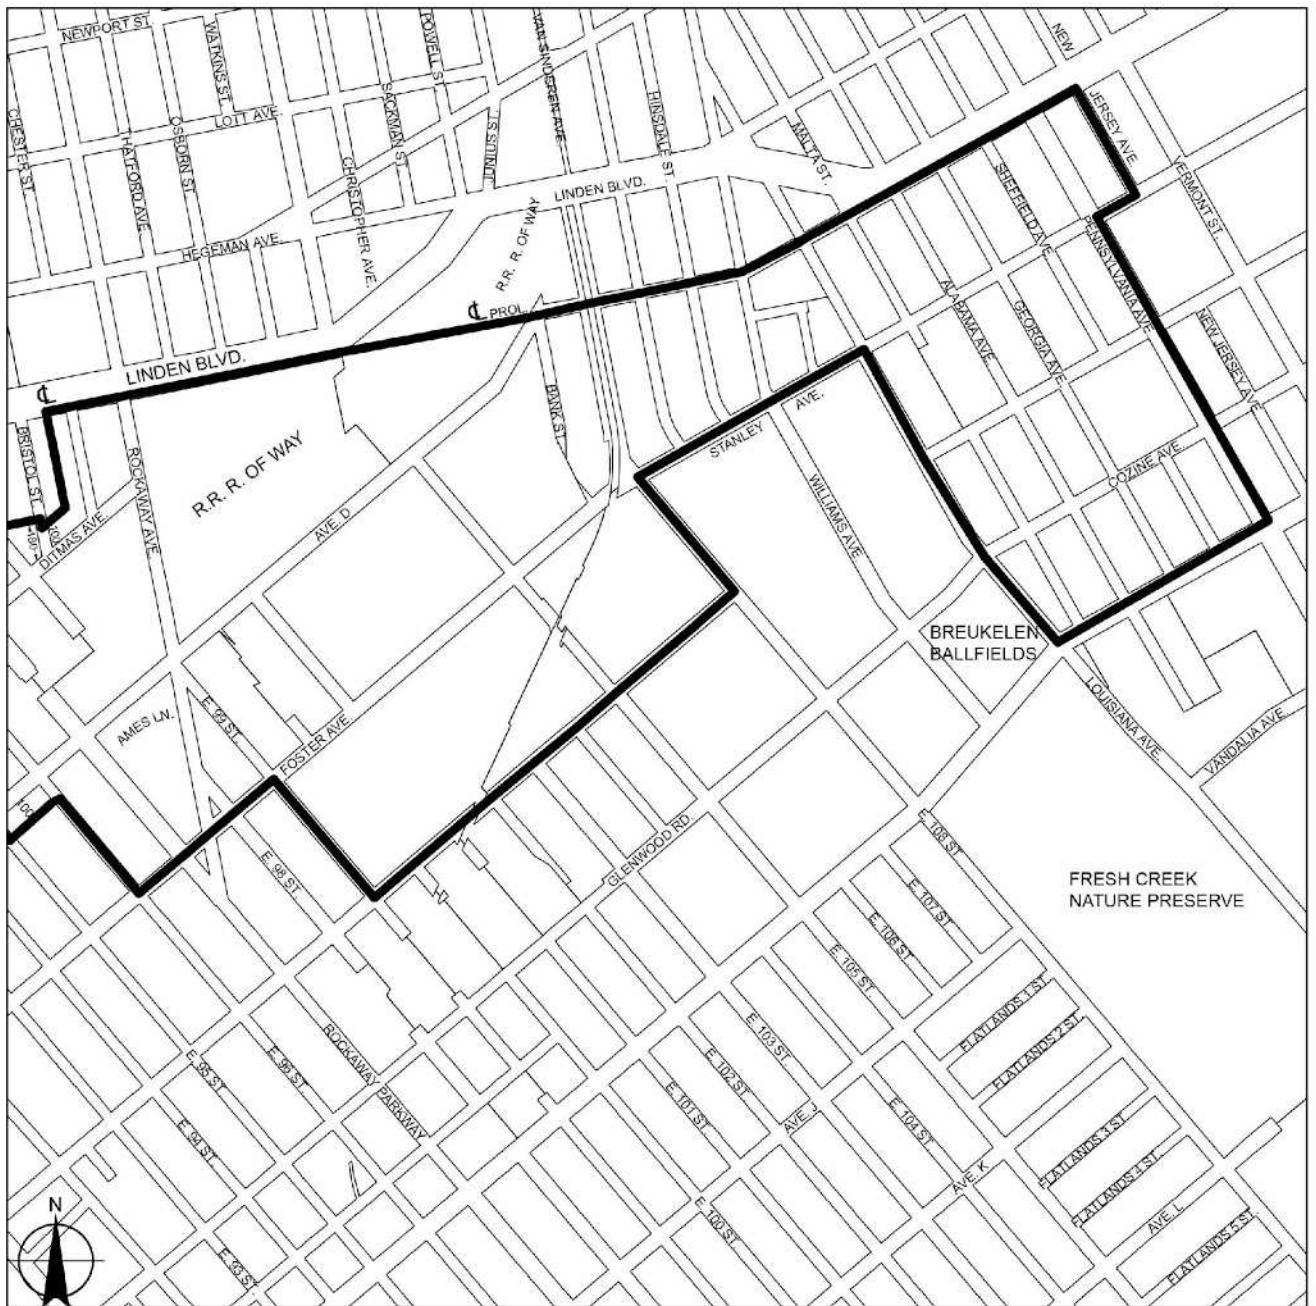 NEWPORT ST.
WATKINS ST.
POWELL ST.
VAN SINDEREN AVE.
NEW
JERSEY AVE.
CHESTER ST.
THATFORD AVE.
OSBORN ST.
LOTT AVE.
SACKMAN ST.
JUNIUS ST.
HINSDALE ST.
MALTA ST.
CHRISTOPHER AVE.
LINDEN BLVD.
SHEFFIELD AVE.
VERMONT ST.
HEGEMAN AVE.
R.R. R. OF WAY
PENNSYLVANIA AVE.
ALABAMA AVE.
GEORGIA AVE.
NEW JERSEY AVE.
℄ PROL.
LINDEN BLVD.
℄
BRISTOL ST.
ROCKAWAY AVE.
R.R. R. OF WAY
BANK ST.
STANLEY AVE.
WILLIAMS AVE.
COZINE AVE.
AVE. D
DITMAS AVE.
180
BREUKELEN
BALLFIELDS
AMES LN.
E. 99 ST.
FOSTER AVE.
LOUISIANA AVE.
VANDALIA AVE.
100
E. 98 ST.
GLENWOOD RD.
E. 108 ST.
FRESH CREEK
NATURE PRESERVE
E. 107 ST.
E. 106 ST.
E. 105 ST.
FLATLANDS 1 ST.
FLATLANDS 2 ST.
E. 103 ST.
E. 102 ST.
E. 101 ST.
ROCKAWAY PARKWAY
E. 96 ST.
E. 95 ST.
E. 94 ST.
AVE. J
E. 104 ST.
FLATLANDS 3 ST.
FLATLANDS 4 ST.
AVE. K
AVE. L
FLATLANDS 5 ST.
E. 100 ST.
E. 93 ST.
N